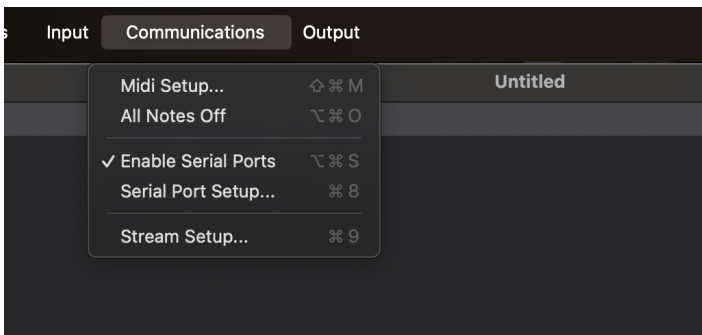 s Input Communications Output
Untitled
Midi Setup... ⇧⌘M
All Notes Off ⌥⌘O
✓ Enable Serial Ports ⌥⌘S
Serial Port Setup... ⌘8
Stream Setup... ⌘9